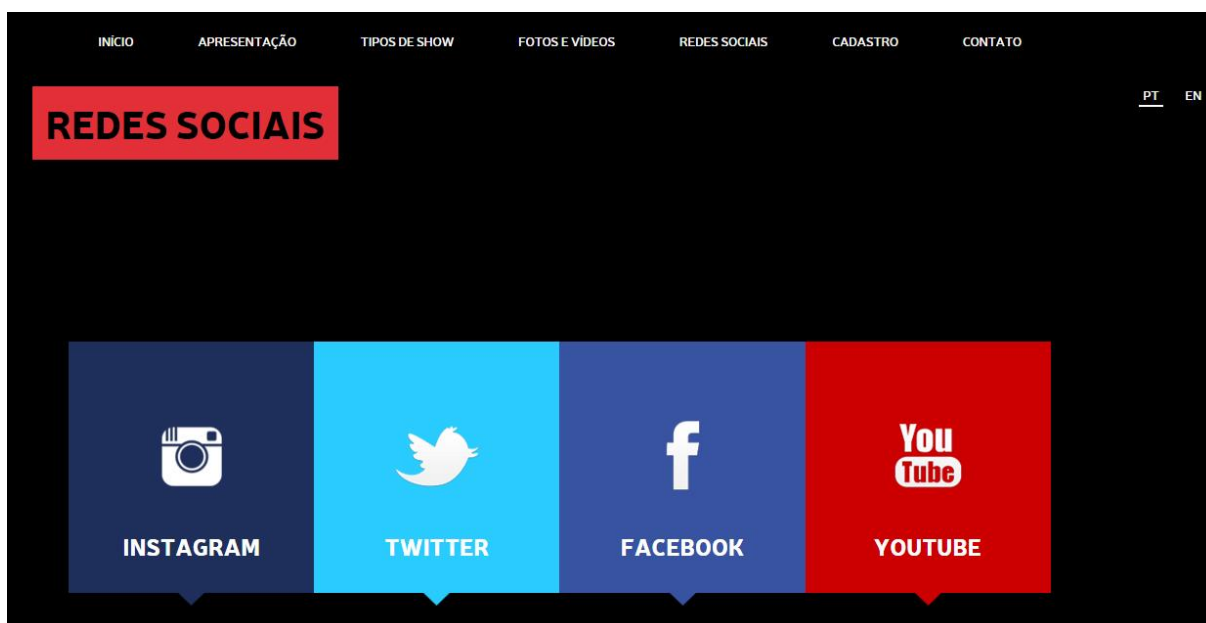 INÍCIO APRESENTAÇÃO TIPOS DE SHOW FOTOS E VÍDEOS REDES SOCIAIS CADASTRO CONTATO
PT EN
REDES SOCIAIS
You
Tube
INSTAGRAM TWITTER FACEBOOK YOUTUBE